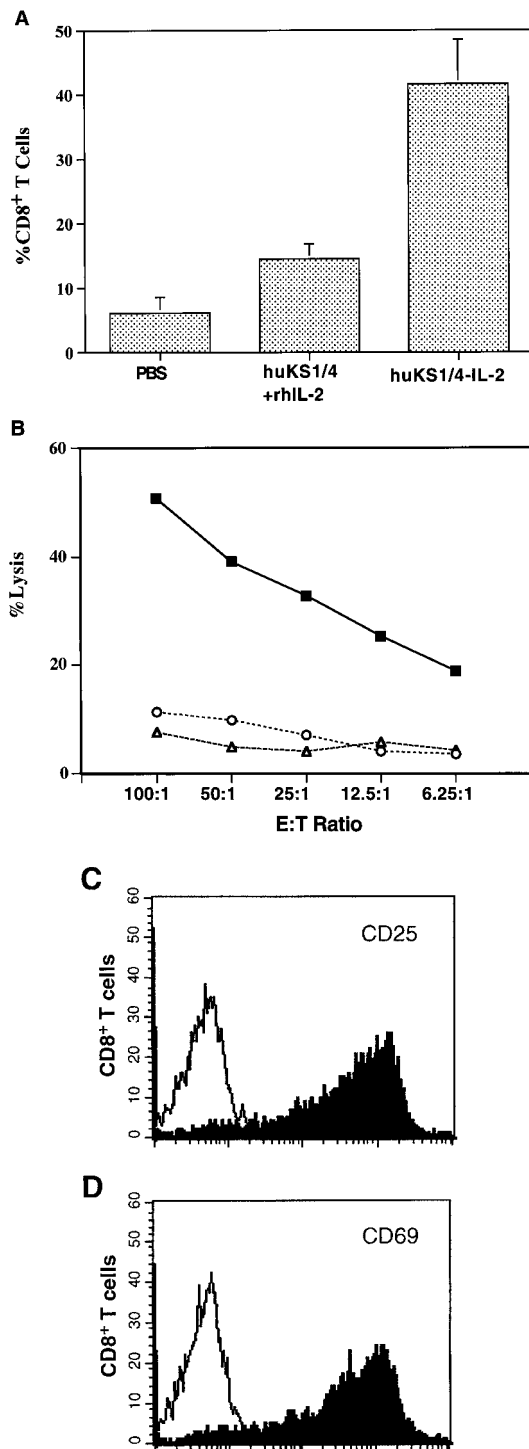 A
50
40
30
20
10
0
%CD8+ T Cells
PBS
huKS1/4
+rhIL-2
huKS1/4-IL-2
B
60
40
20
0
%Lysis
100:1
50:1
25:1
12.5:1
6.25:1
E:T Ratio
C
60
50
40
30
20
10
0
CD8+ T cells
CD25
D
60
50
40
30
20
10
0
CD8+ T cells
CD69